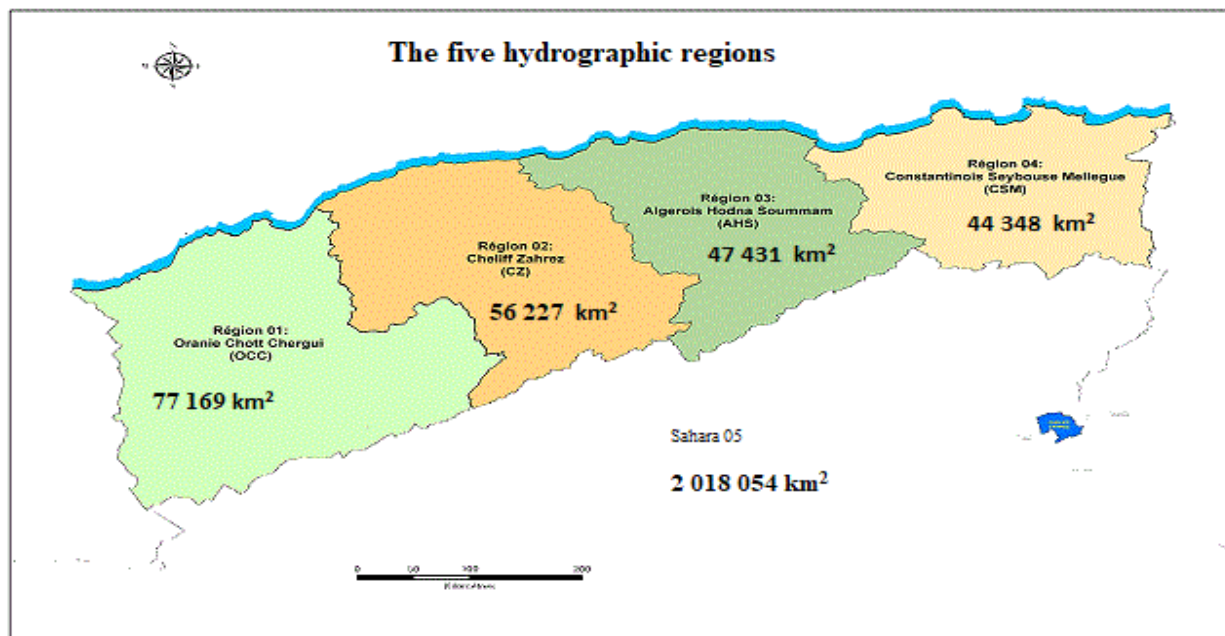 The five hydrographic regions
Région 04:
Constantinois Seybouse Mellegue
(CSM)
44 348 km²
Région 03:
Algerois Hodna Soummam
(AHS)
47 431 km²
Région 02:
Cheliff Zahrez
(CZ)
56 227 km²
Région 01:
Oranie Chott Chergui
(OCC)
77 169 km²
Sahara 05
2 018 054 km²
0 50 100 200